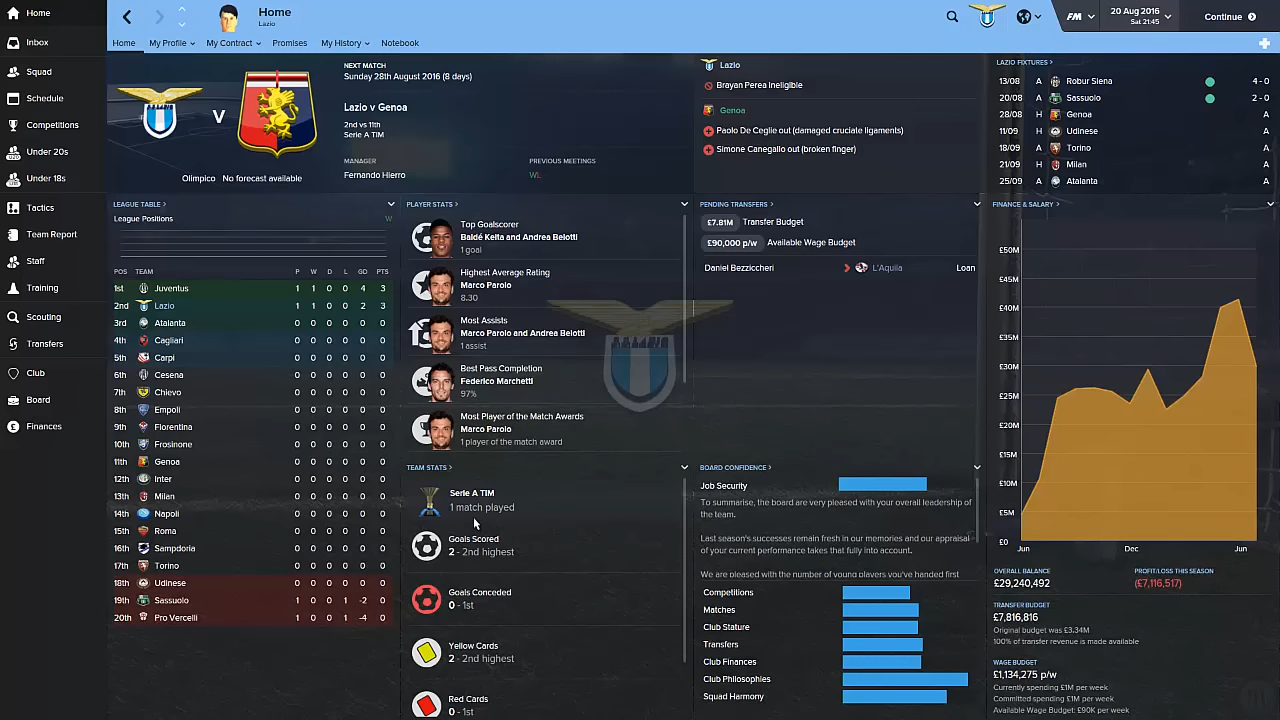 Home
Inbox
Squad
Schedule
Competitions
Under 20s
Under 18s
Tactics
Team Report
Staff
Training
Scouting
Transfers
Club
Board
Finances
Home
Lazio
FM
20 Aug 2016
Sat 21:45
Continue
Home
My Profile
My Contract
Promises
My History
Notebook
NEXT MATCH
Sunday 28th August 2016 (8 days)
Lazio v Genoa
2nd vs 11th
Serie A TIM
V
MANAGER
Fernando Hierro
PREVIOUS MEETINGS
WL
Olimpico No forecast available
Lazio
Brayan Perea Ineligible
Genoa
Paolo De Ceglie out (damaged cruciate ligaments)
Simone Canegallo out (broken finger)
LAZIO FIXTURES >
13/08 A Robur Siena 4 - 0
20/08 A Sassuolo 2 - 0
28/08 H Genoa A
11/09 H Udinese A
18/09 A Torino A
21/09 H Milan A
25/09 A Atalanta A
LEAGUE TABLE >
League Positions W
POS TEAM P W D L GD PTS
1st Juventus 1 1 0 0 4 3
2nd Lazio 1 1 0 0 2 3
3rd Atalanta 0 0 0 0 0 0
4th Cagliari 0 0 0 0 0 0
5th Carpi 0 0 0 0 0 0
6th Cesena 0 0 0 0 0 0
7th Chievo 0 0 0 0 0 0
8th Empoli 0 0 0 0 0 0
9th Fiorentina 0 0 0 0 0 0
10th Frosinone 0 0 0 0 0 0
11th Genoa 0 0 0 0 0 0
12th Inter 0 0 0 0 0 0
13th Milan 0 0 0 0 0 0
14th Napoli 0 0 0 0 0 0
15th Roma 0 0 0 0 0 0
16th Sampdoria 0 0 0 0 0 0
17th Torino 0 0 0 0 0 0
18th Udinese 0 0 0 0 0 0
19th Sassuolo 1 0 0 1 -2 0
20th Pro Vercelli 1 0 0 1 -4 0
PLAYER STATS >
Top Goalscorer
Baldé Keita and Andrea Belotti
1 goal
Highest Average Rating
Marco Parolo
8.30
Most Assists
Marco Parolo and Andrea Belotti
1 assist
Best Pass Completion
Federico Marchetti
97%
Most Player of the Match Awards
Marco Parolo
1 player of the match award
TEAM STATS >
Serie A TIM
1 match played
Goals Scored
2 - 2nd highest
Goals Conceded
0 - 1st
Yellow Cards
2 - 2nd highest
Red Cards
0 - 1st
PENDING TRANSFERS >
£7.81M Transfer Budget
£90,000 p/w Available Wage Budget
Daniel Bezziccheri L'Aquila Loan
BOARD CONFIDENCE >
Job Security
To summarise, the board are very pleased with your overall leadership of
the team.
Last season's successes remain fresh in our memories and our appraisal
of your current performance takes that fully into account.
We are pleased with the number of young players you've handed first
Competitions
Matches
Club Stature
Transfers
Club Finances
Club Philosophies
Squad Harmony
FINANCE & SALARY >
£50M
£45M
£40M
£35M
£30M
£25M
£20M
£15M
£10M
£5M
£0
Jun Dec Jun
OVERALL BALANCE
£29,240,492
PROFIT/LOSS THIS SEASON
(£7,116,517)
TRANSFER BUDGET
£7,816,816
Original budget was £3.34M
100% of transfer revenue is made available
WAGE BUDGET
£1,134,275 p/w
Currently spending £1M per week
Committed spending £1M per week
Available Wage Budget: £90K per week